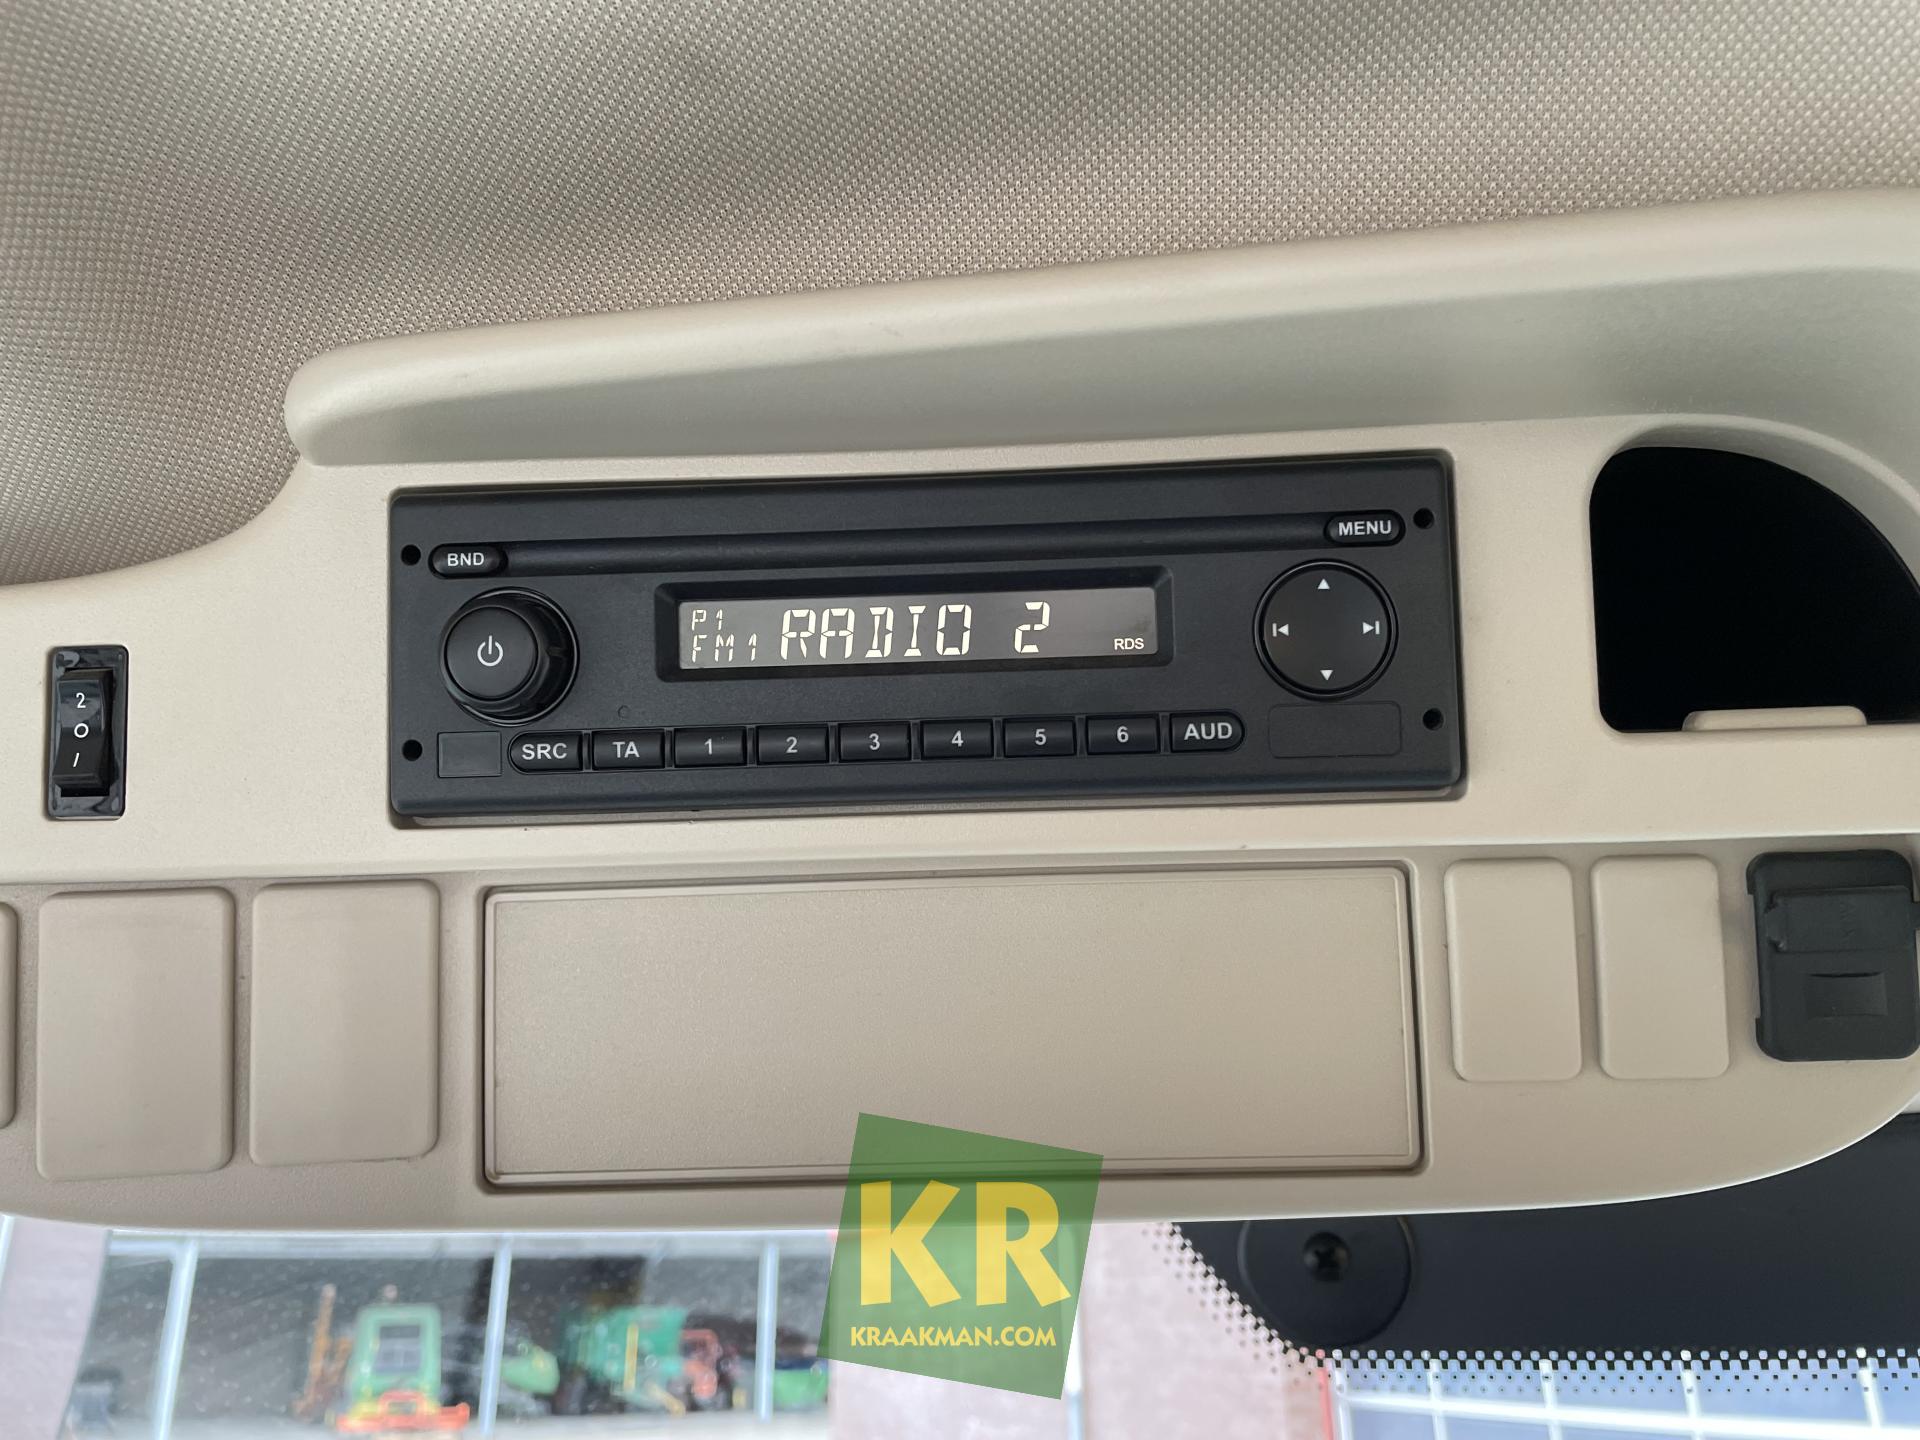 BND
MENU
P1
FM1 RADIO 2
RDS
SRC TA 1 2 3 4 5 6 AUD
2
O
I
KR
KRAAKMAN.COM